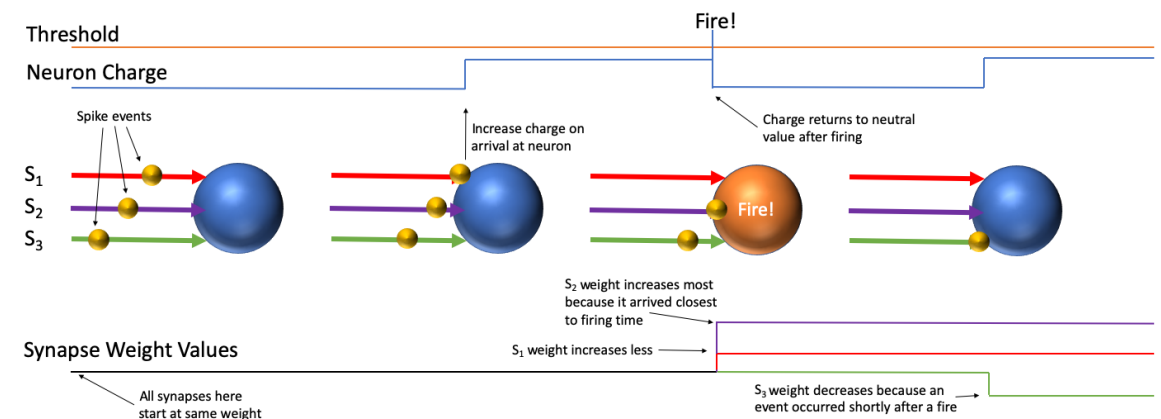 Fire!
Threshold
Neuron Charge
Spike events
Increase charge on
arrival at neuron
Charge returns to neutral
value after firing
S₁
S₂
S₃
Fire!
S₂ weight increases most
because it arrived closest
to firing time
Synapse Weight Values
S₁ weight increases less
All synapses here
start at same weight
S₃ weight decreases because an
event occurred shortly after a fire